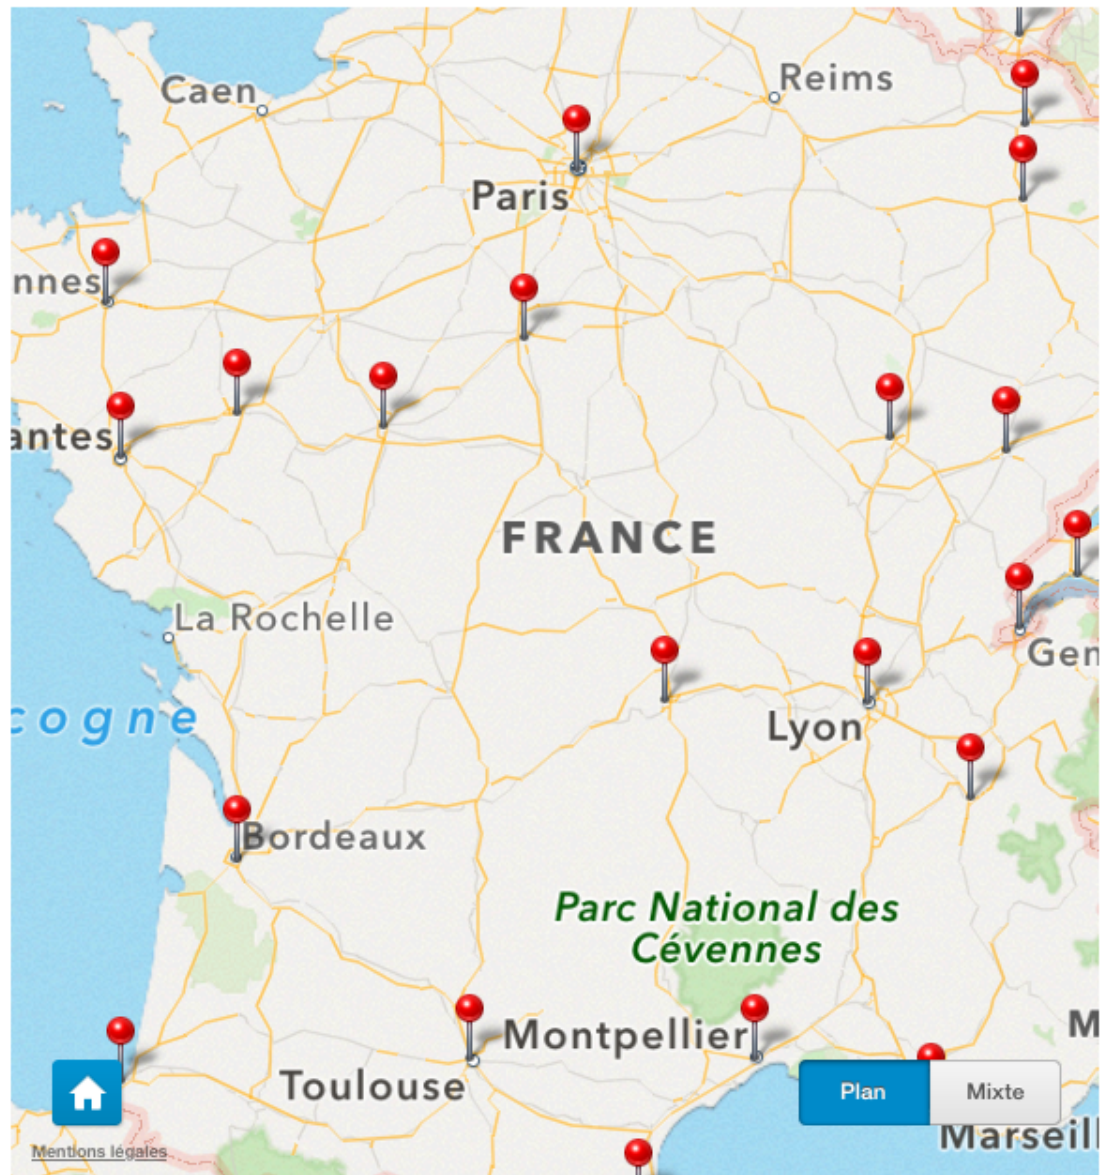 Reims
Caen
Paris
nnes
antes
FRANCE
La Rochelle
Gen
cogne
Lyon
Bordeaux
Parc National des
Cévennes
Montpellier
M
Toulouse
Plan
Mixte
Marseill
Mentions légales